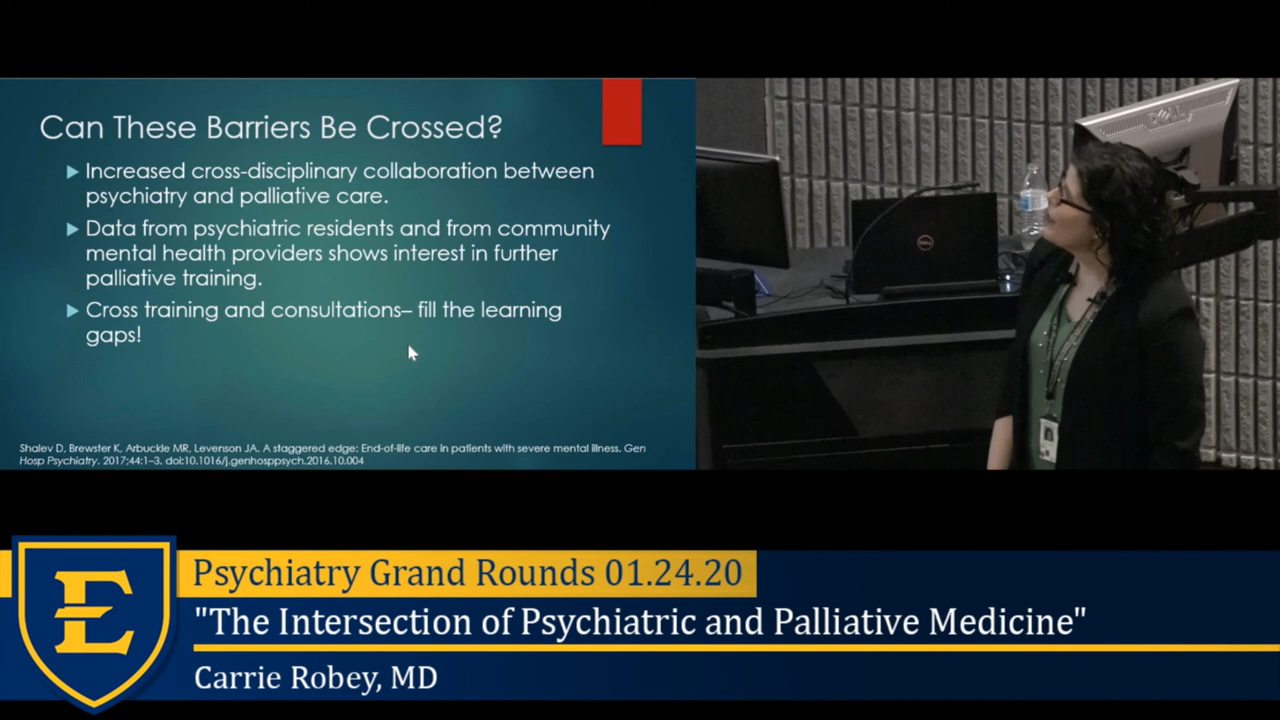 Can These Barriers Be Crossed?
Increased cross-disciplinary collaboration between
psychiatry and palliative care.
Data from psychiatric residents and from community
mental health providers shows interest in further
palliative training.
Cross training and consultations– fill the learning
gaps!
Shalev D, Brewster K, Arbuckle MR, Levenson JA. A staggered edge: End-of-life care in patients with severe mental illness. Gen
Hosp Psychiatry. 2017;44:1–3. doi:10.1016/j.genhosppsych.2016.10.004
DELL
DELL
E
Psychiatry Grand Rounds 01.24.20
"The Intersection of Psychiatric and Palliative Medicine"
Carrie Robey, MD